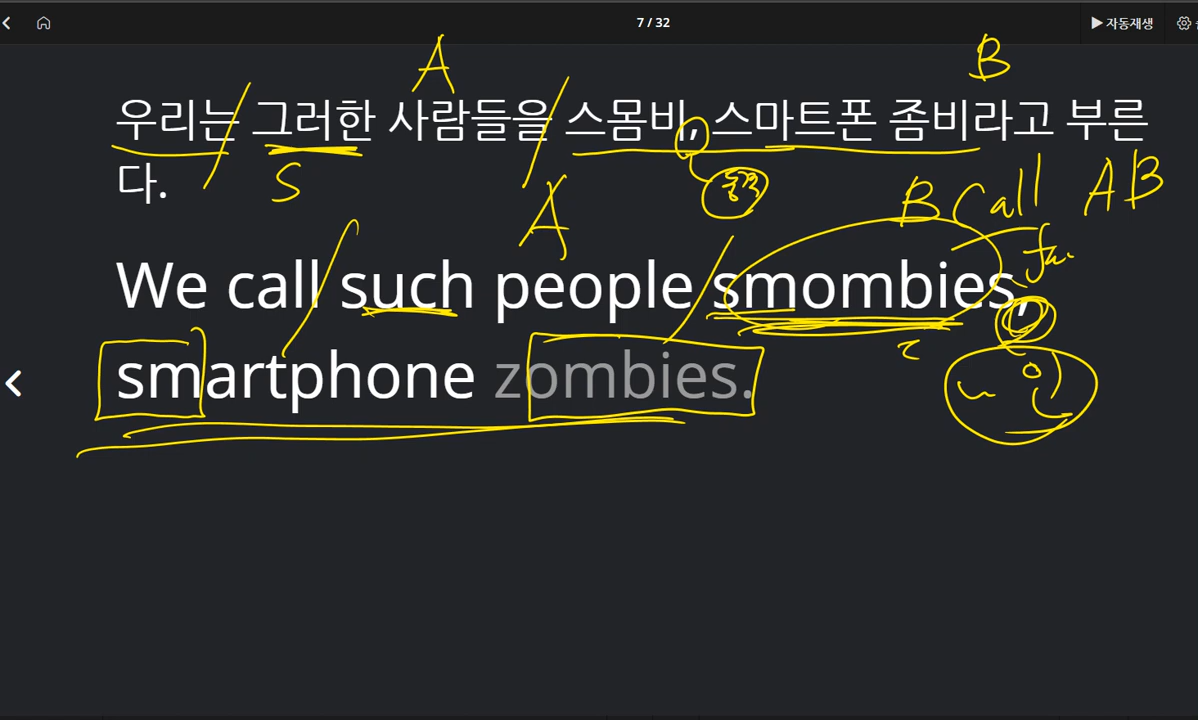 7 / 32
▶ 자동재생
A B
우리는 그러한 사람들을 스몸비, 스마트폰 좀비라고 부른
다.
S 동격
A B Call A B
We call such people smombies,
smartphone zombies.